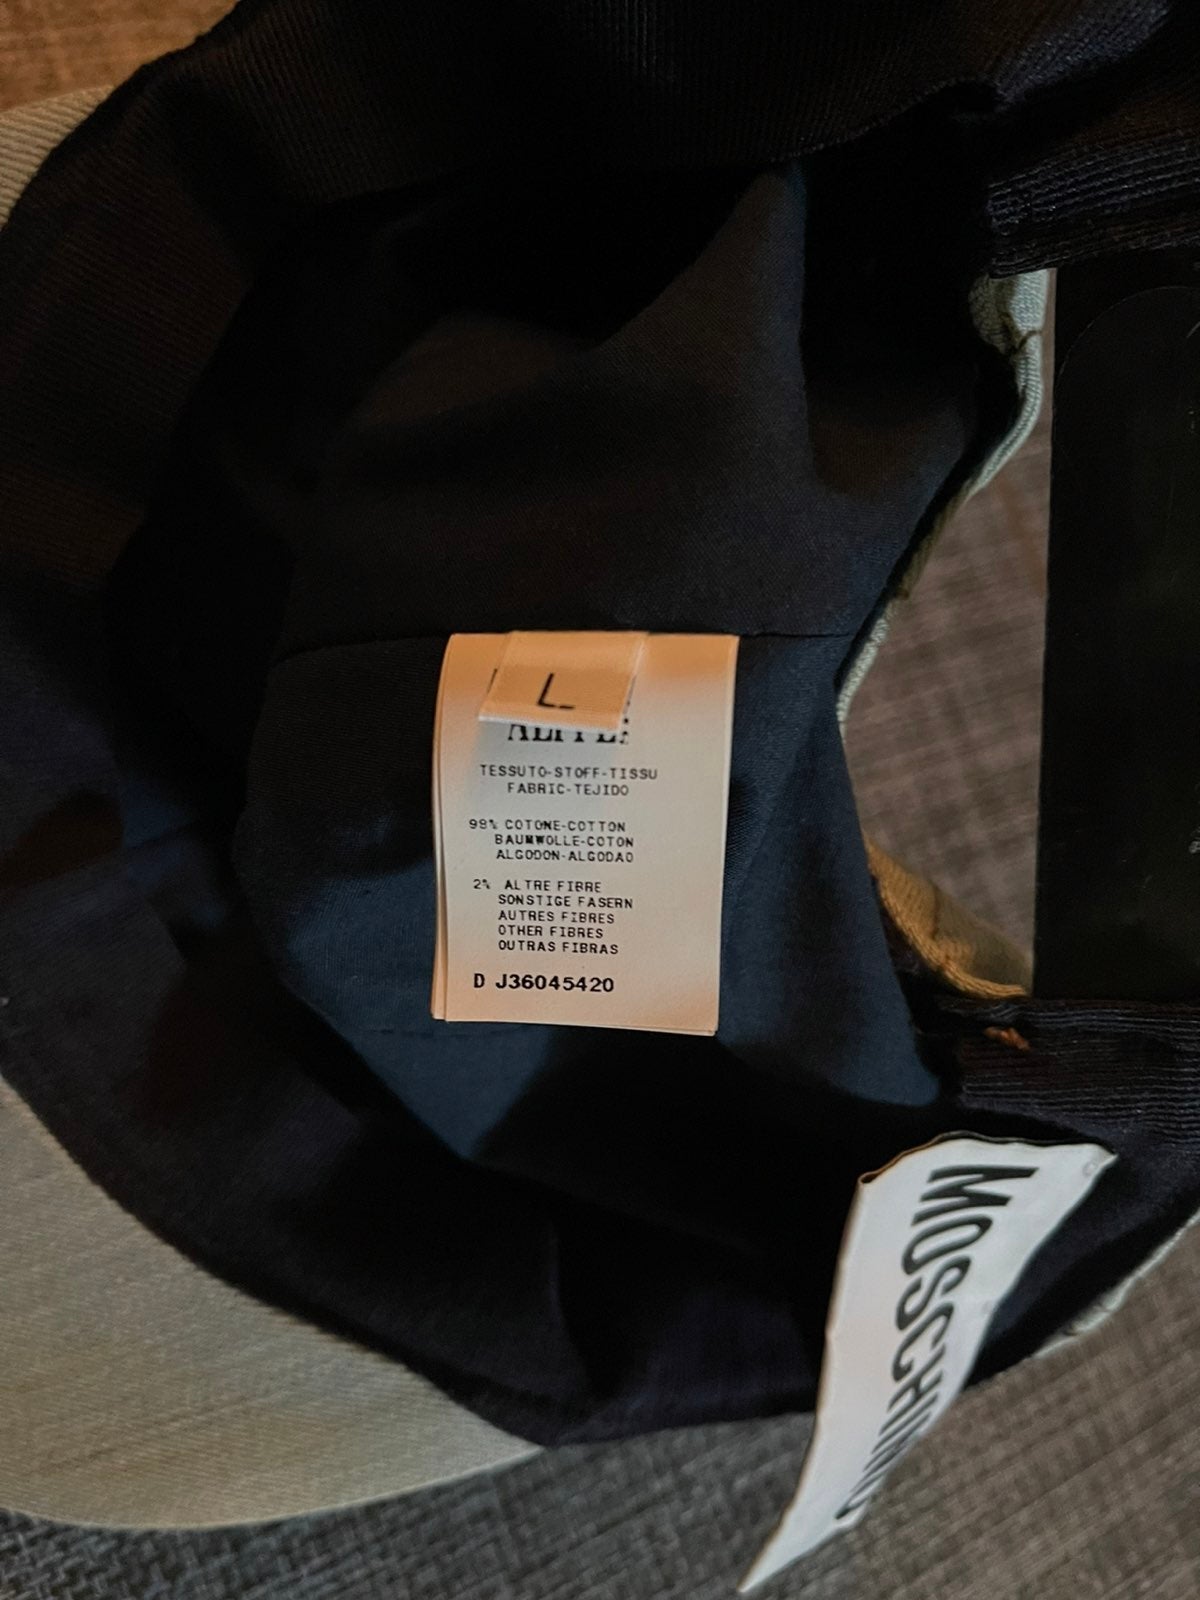 L
TESSUTO-STOFF-TISSU
FABRIC-TEJIDO
98% COTONE-COTTON
BAUMWOLLE-COTON
ALGODON-ALGODAO
2% ALTRE FIBRE
SONSTIGE FASERN
AUTRES FIBRES
OTHER FIBRES
OUTRAS FIBRAS
D J36045420
MOSCHINO